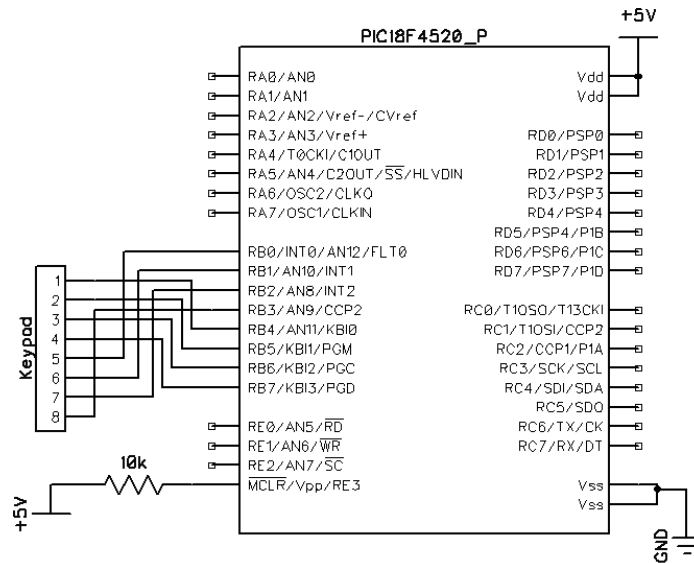 +5V
PIC18F4520_P
RA0/AN0
RA1/AN1
RA2/AN2/Vref-/CVref
RA3/AN3/Vref+
RA4/T0CKI/C1OUT
RA5/AN4/C2OUT/SS/HLVDIN
RA6/OSC2/CLKO
RA7/OSC1/CLKIN
RB0/INT0/AN12/FLT0
RB1/AN10/INT1
RB2/AN8/INT2
RB3/AN9/CCP2
RB4/AN11/KBI0
RB5/KBI1/PGM
RB6/KBI2/PGC
RB7/KBI3/PGD
RE0/AN5/RD
RE1/AN6/WR
RE2/AN7/SC
MCLR/Vpp/RE3
Vdd
Vdd
RD0/PSP0
RD1/PSP1
RD2/PSP2
RD3/PSP3
RD4/PSP4
RD5/PSP4/P1B
RD6/PSP6/P1C
RD7/PSP7/P1D
RC0/T1OSO/T13CKI
RC1/T1OSI/CCP2
RC2/CCP1/P1A
RC3/SCK/SCL
RC4/SDI/SDA
RC5/SDO
RC6/TX/CK
RC7/RX/DT
Vss
Vss
Keypad
1
2
3
4
5
6
7
8
10k
+5V
GND